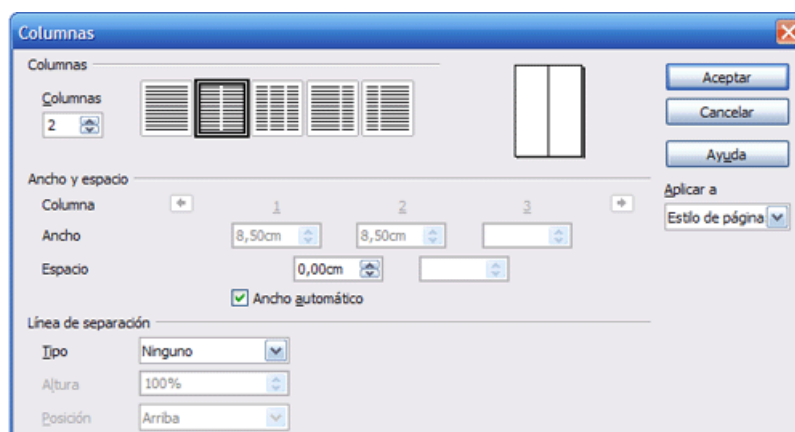 Columnas
Columnas
Columnas
2
Aceptar
Cancelar
Ayuda
Aplicar a
Estilo de página
Ancho y espacio
Columna 1 2 3
Ancho 8,50cm 8,50cm
Espacio 0,00cm
Ancho automático
Línea de separación
Tipo Ninguno
Altura 100%
Posición Arriba